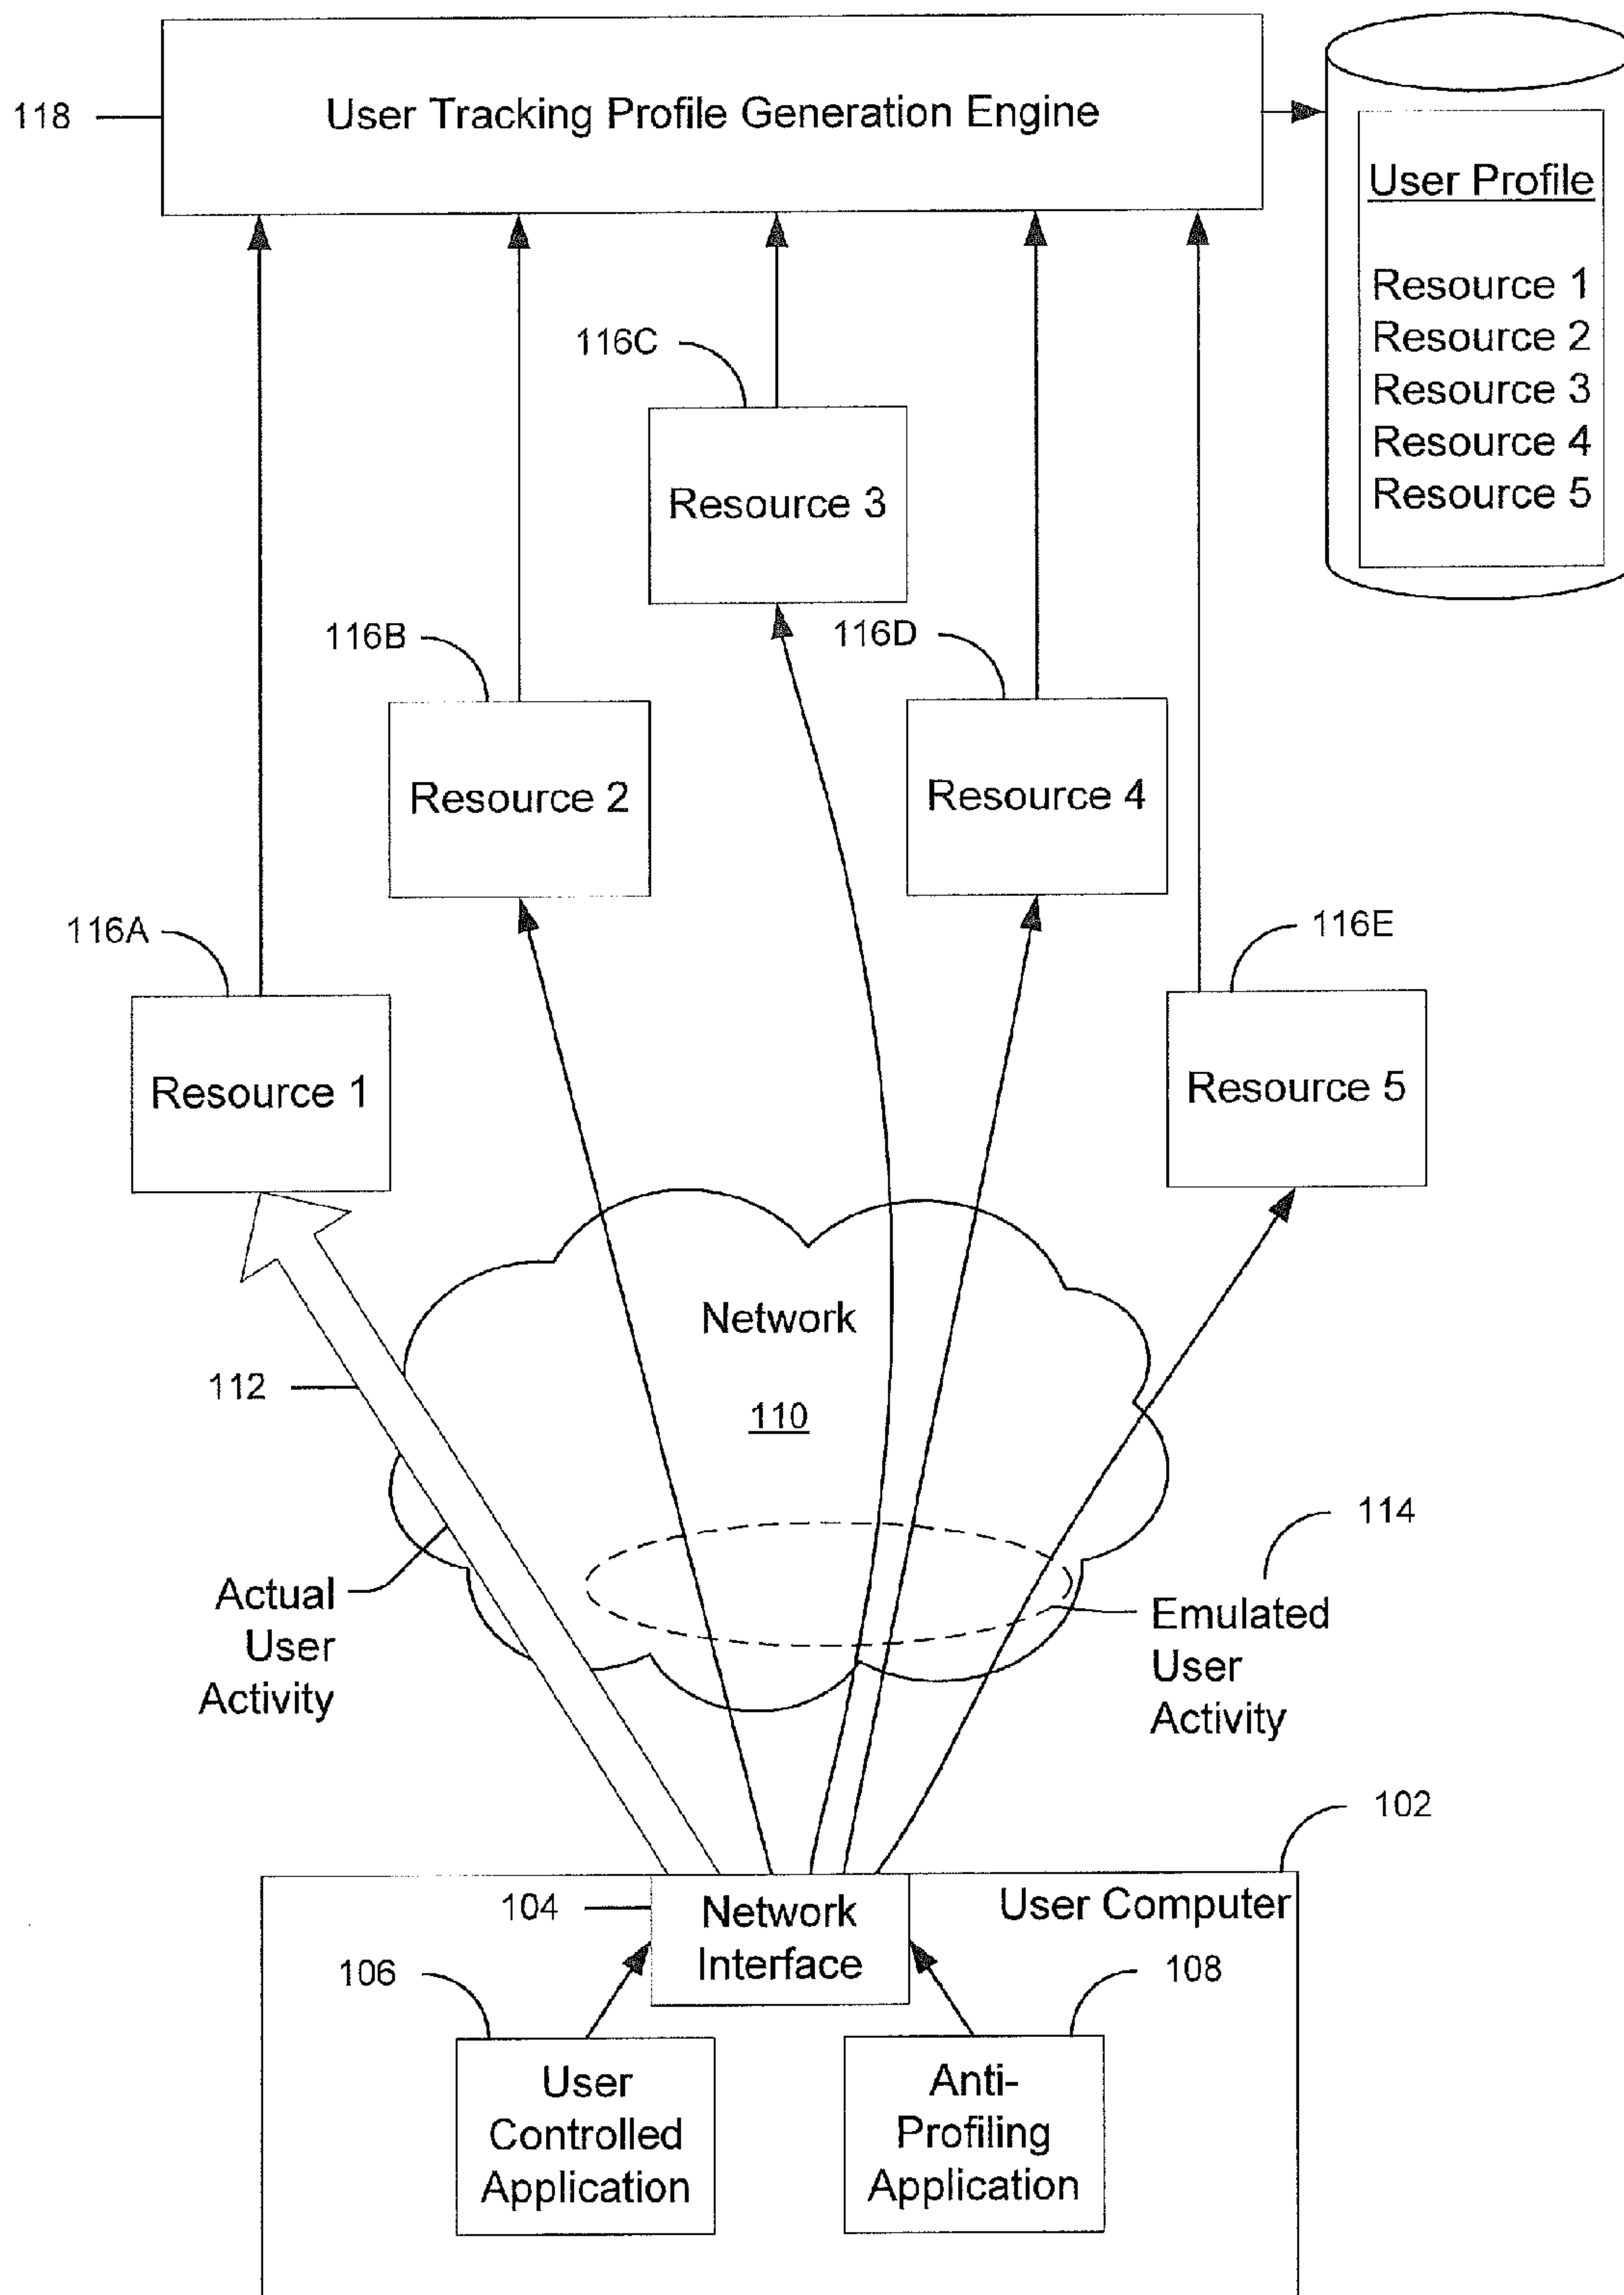 118
User Tracking Profile Generation Engine
User Profile
Resource 1
Resource 2
Resource 3
Resource 4
Resource 5
116C
Resource 3
116B
116D
Resource 2
Resource 4
116A
116E
Resource 1
Resource 5
Network
110
112
114
Actual
User
Activity
Emulated
User
Activity
102
104
Network
Interface
User Computer
106
108
User
Controlled
Application
Anti-
Profiling
Application